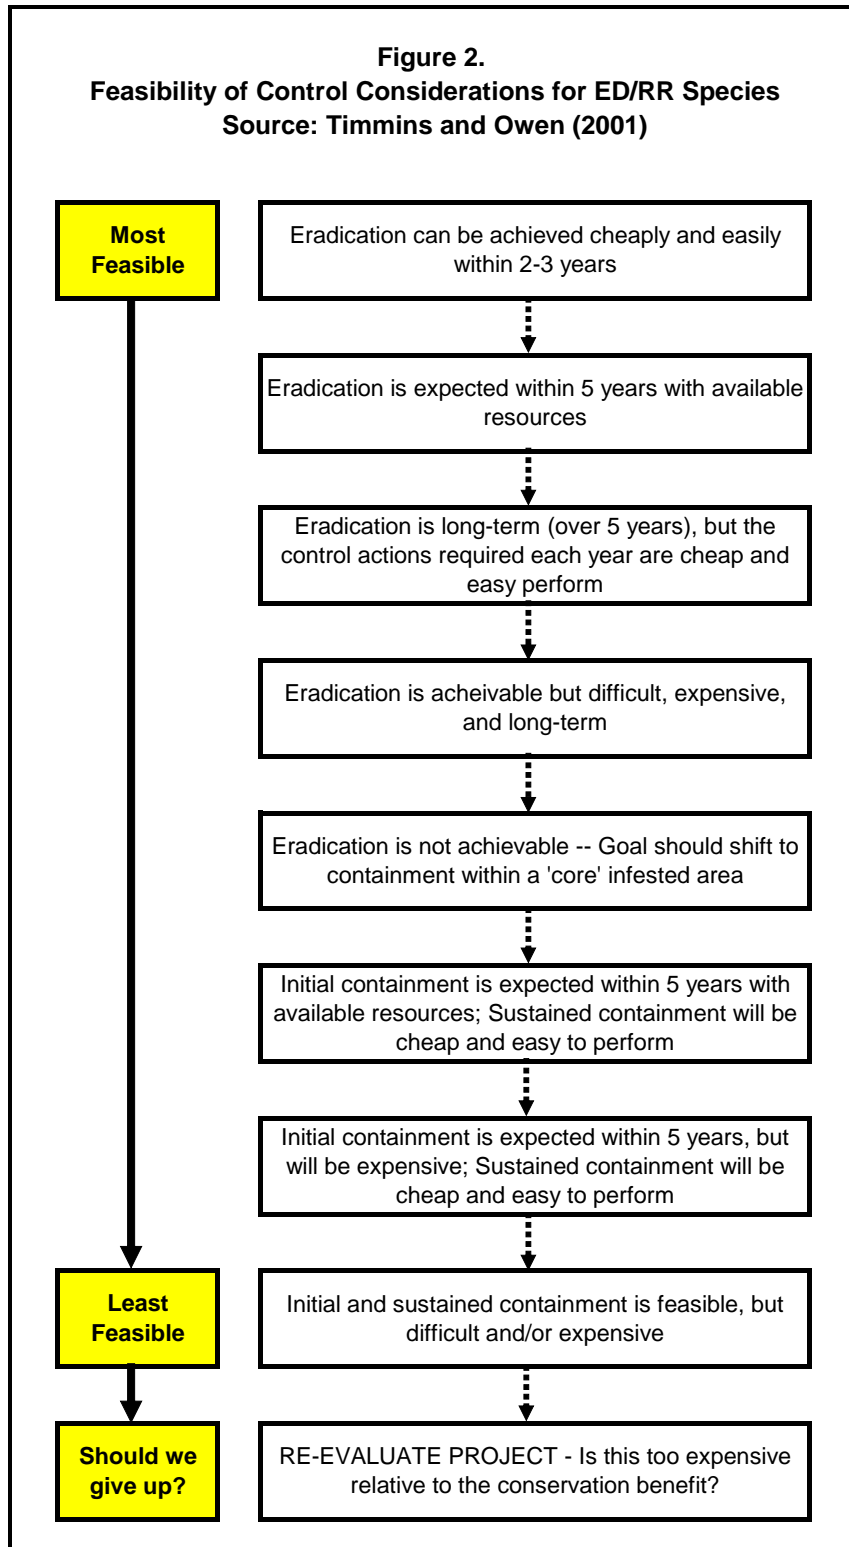 Figure 2.
Feasibility of Control Considerations for ED/RR Species
Source: Timmins and Owen (2001)
Most
Feasible
Eradication can be achieved cheaply and easily
within 2-3 years
Eradication is expected within 5 years with available
resources
Eradication is long-term (over 5 years), but the
control actions required each year are cheap and
easy perform
Eradication is acheivable but difficult, expensive,
and long-term
Eradication is not achievable -- Goal should shift to
containment within a 'core' infested area
Initial containment is expected within 5 years with
available resources; Sustained containment will be
cheap and easy to perform
Initial containment is expected within 5 years, but
will be expensive; Sustained containment will be
cheap and easy to perform
Least
Feasible
Initial and sustained containment is feasible, but
difficult and/or expensive
Should we
give up?
RE-EVALUATE PROJECT - Is this too expensive
relative to the conservation benefit?